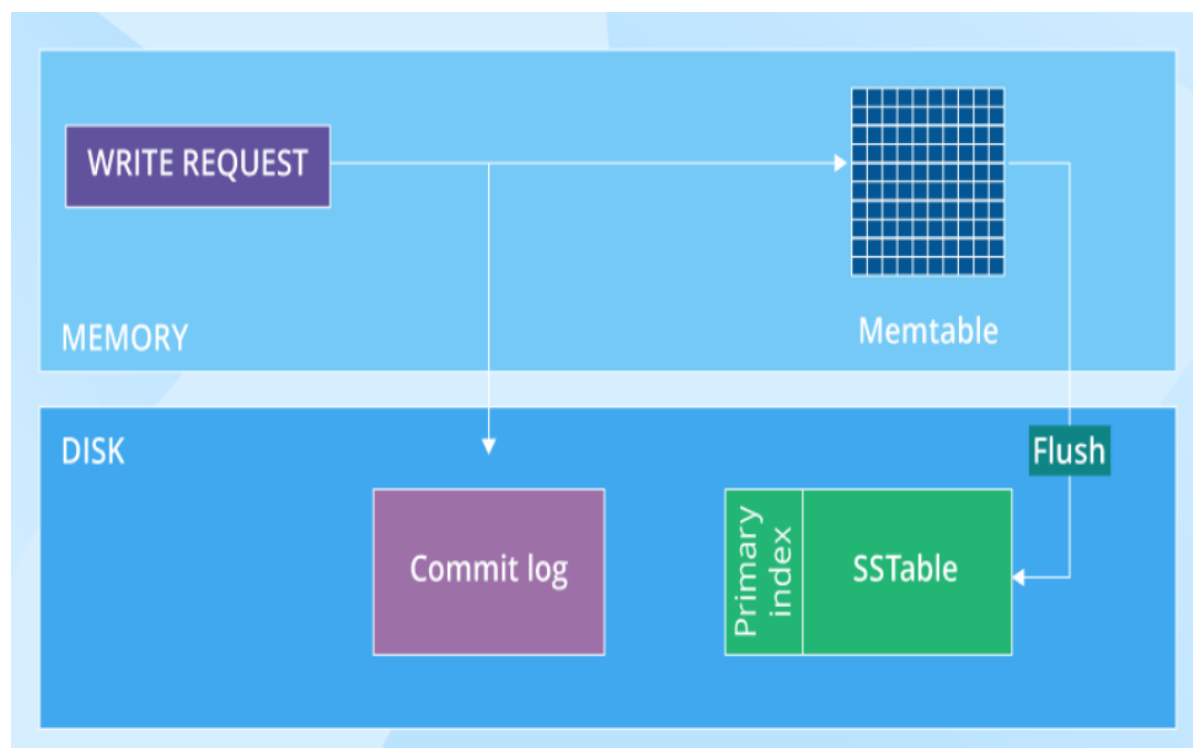 WRITE REQUEST
MEMORY
Memtable
DISK
Flush
Commit log
Primary
index
SSTable